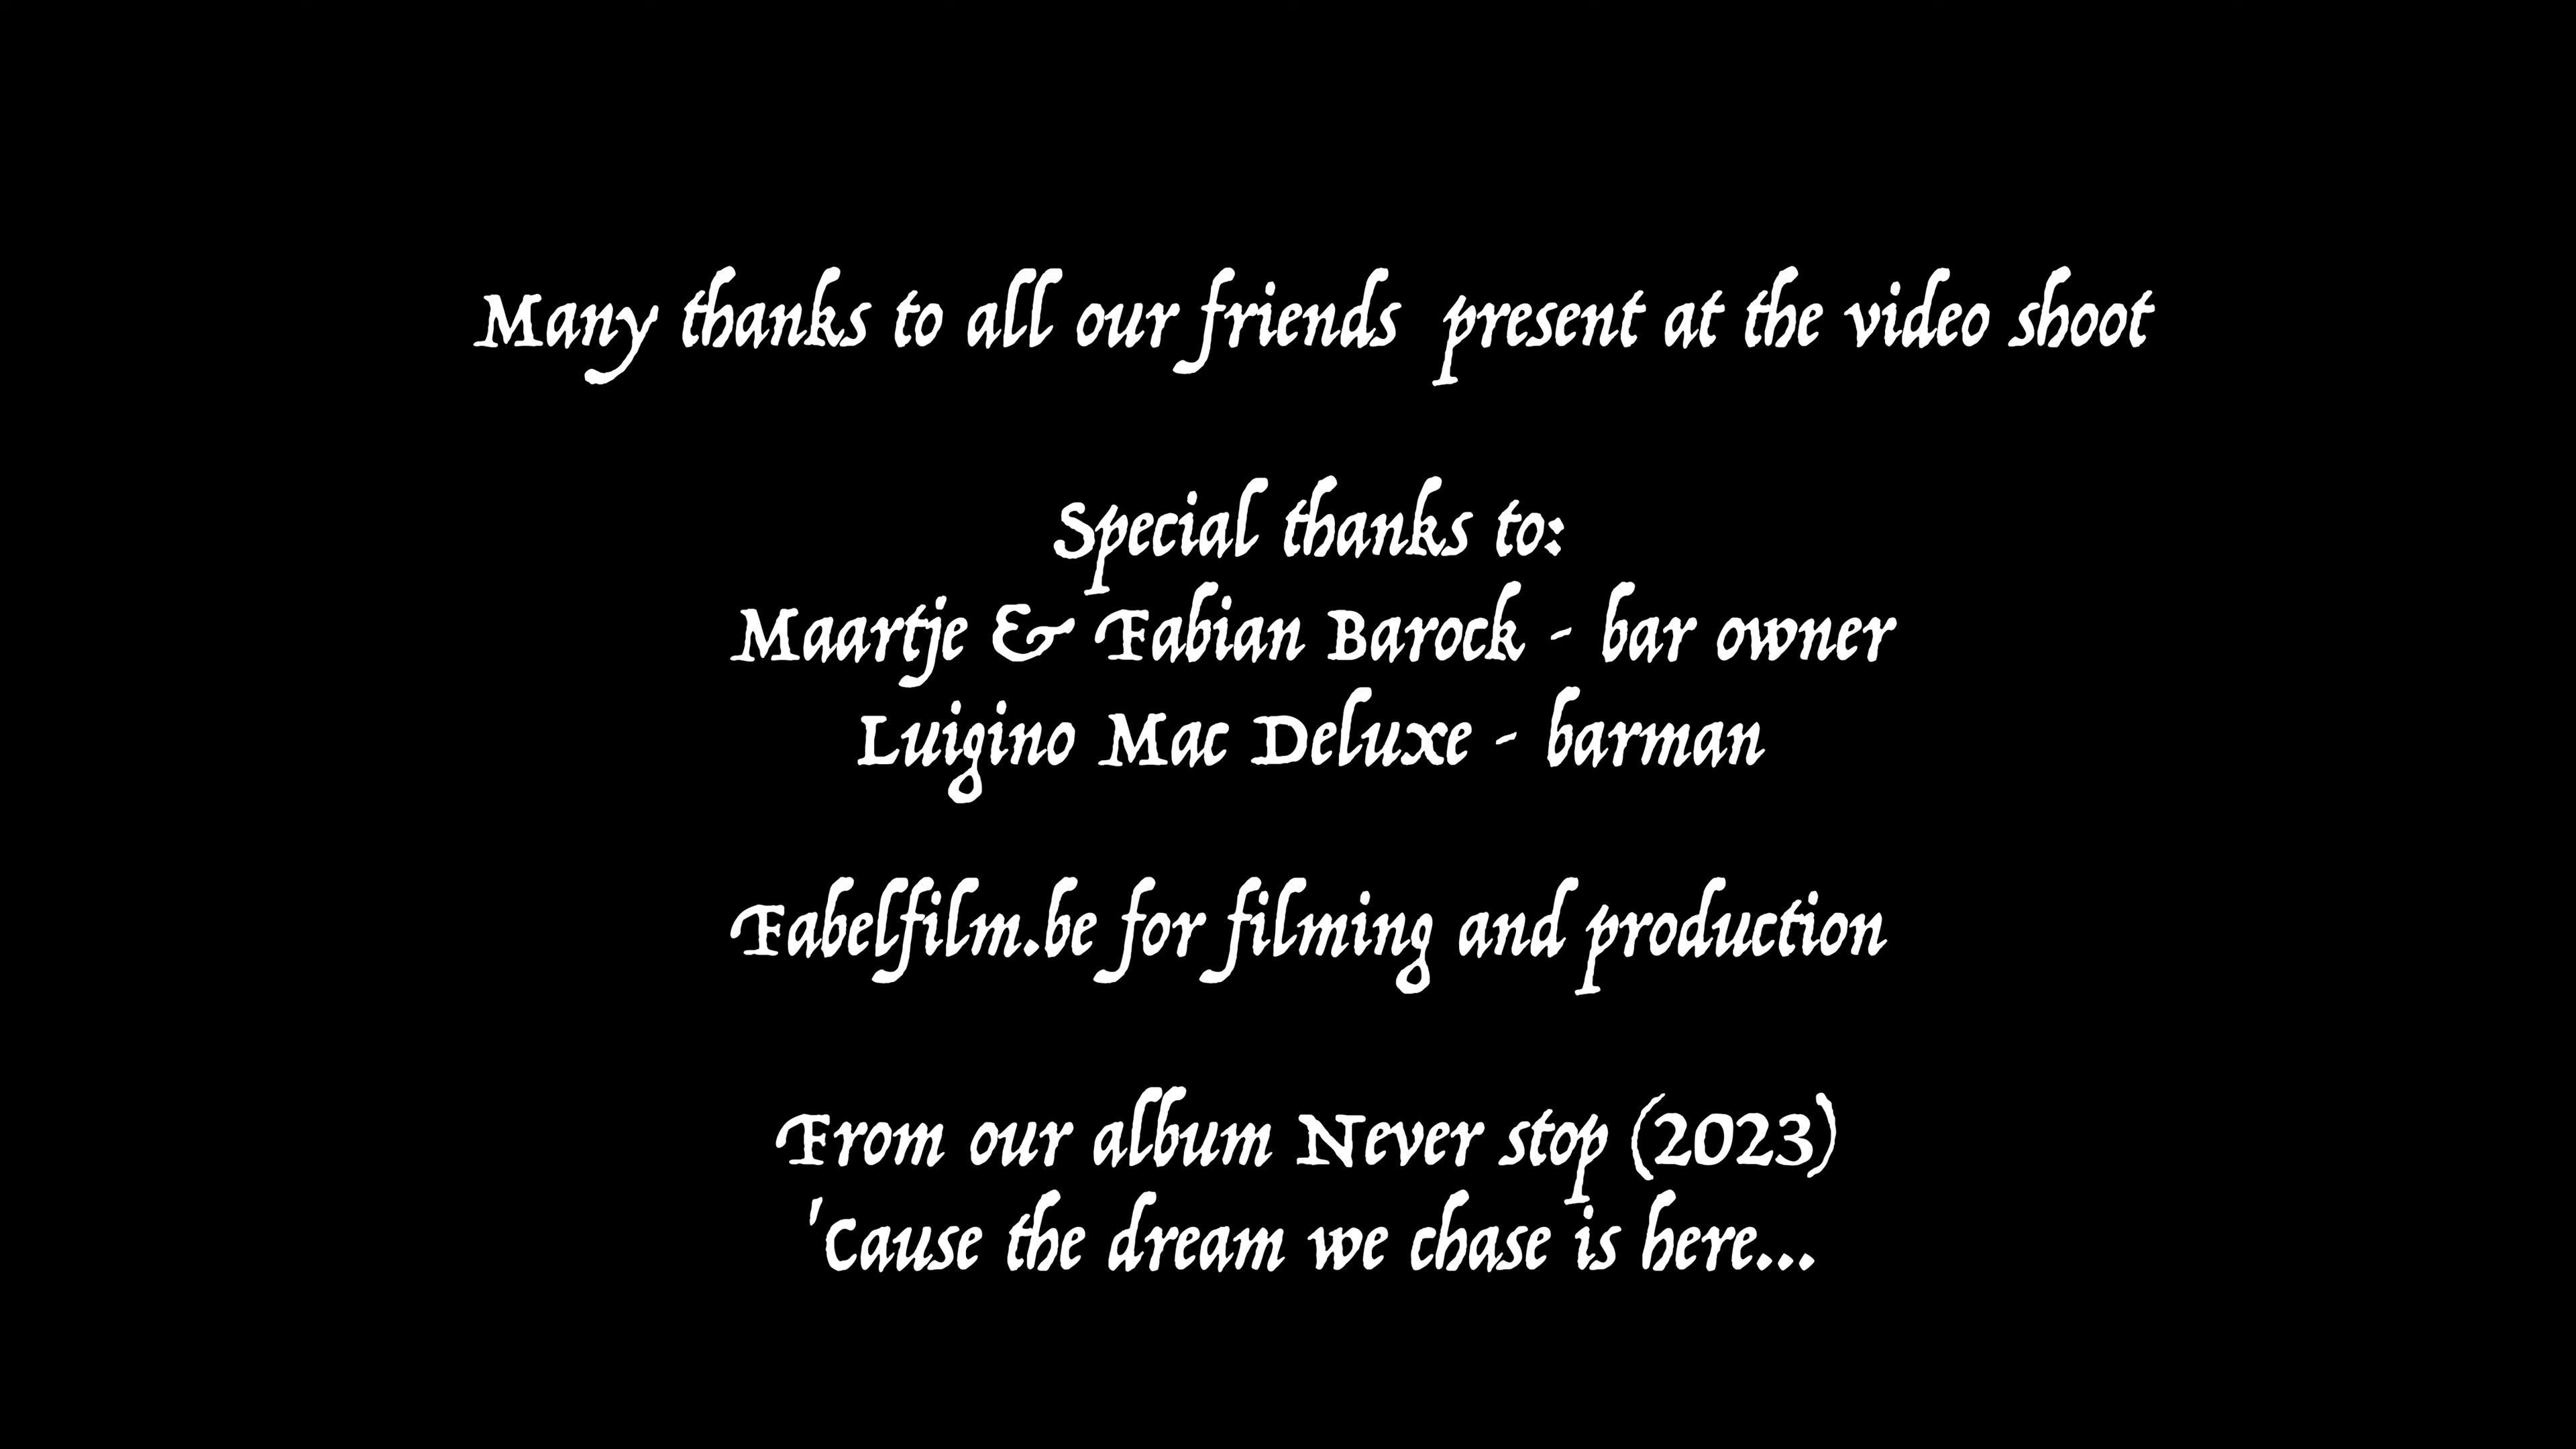 Many thanks to all our friends  present at the video shoot
Special thanks to:
Maartje & Fabian Barock - bar owner
Luigino Mac Deluxe - barman
Fabelfilm.be for filming and production
From our album Never stop (2023)
'Cause the dream we chase is here...